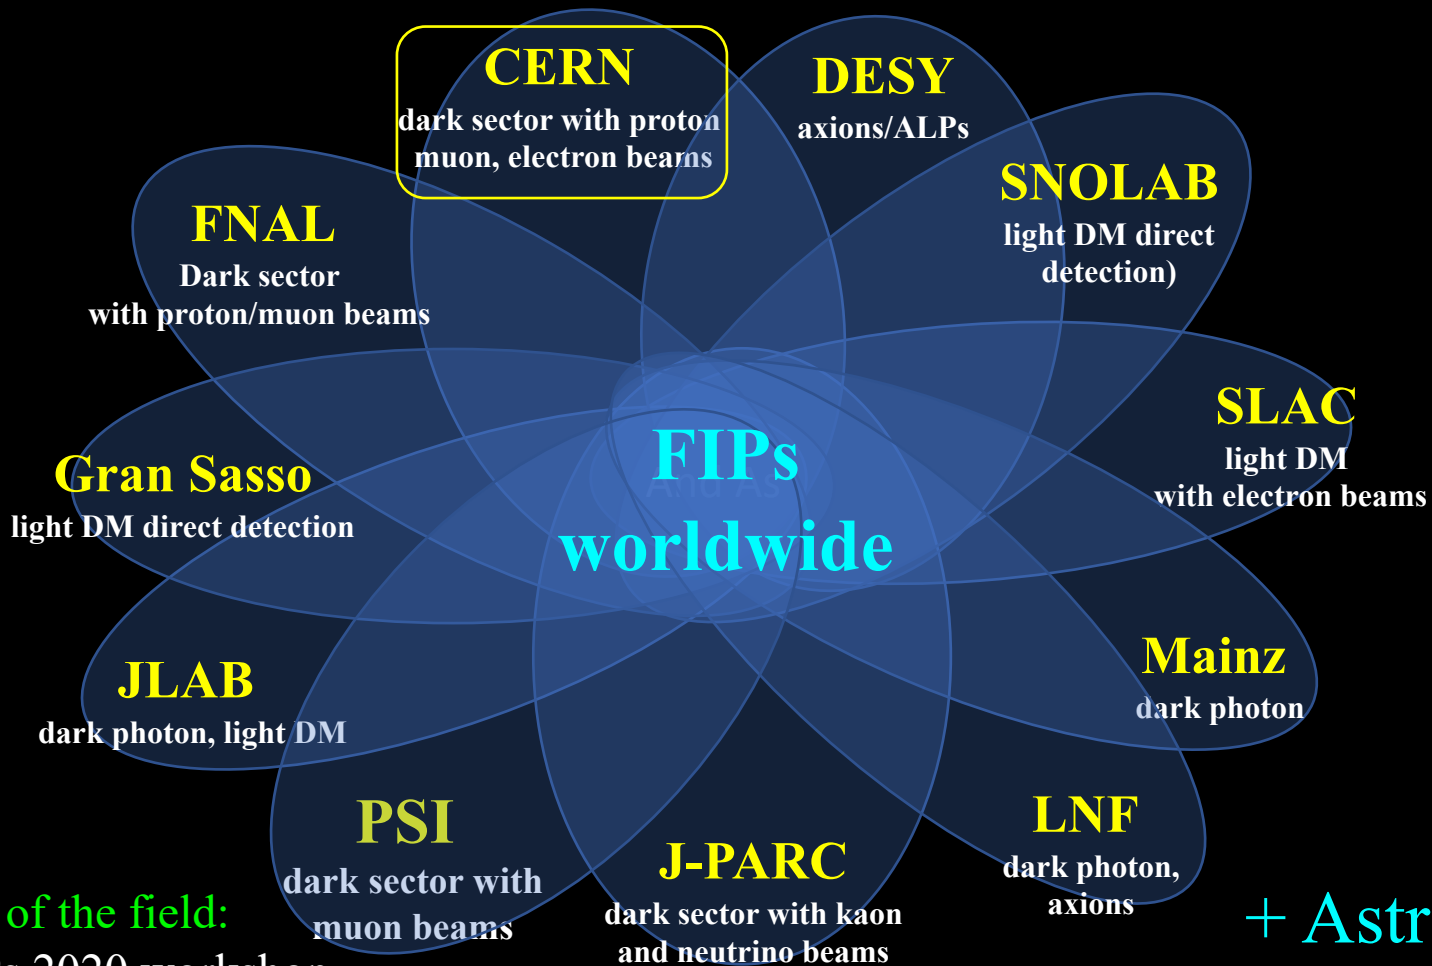 CERN
dark sector with proton
muon, electron beams
DESY
axions/ALPs
SNOLAB
light DM direct
detection)
FNAL
Dark sector
with proton/muon beams
SLAC
light DM
with electron beams
FIPs
worldwide
Gran Sasso
light DM direct detection
Mainz
dark photon
JLAB
dark photon, light DM
LNF
dark photon,
axions
PSI
dark sector with
muon beams
J-PARC
dark sector with kaon
and neutrino beams
of the field:
2020 workshop
+ Astr